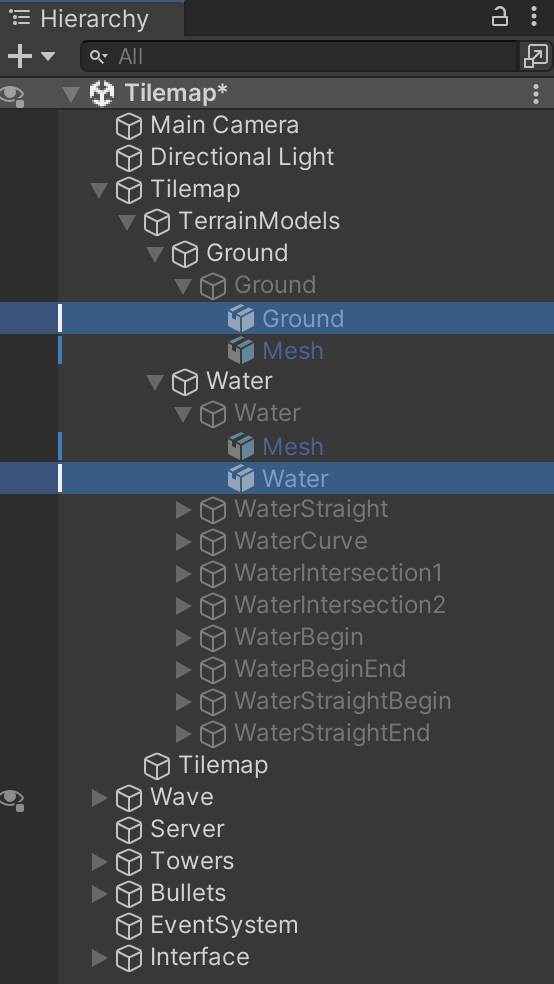 Hierarchy
All
Tilemap*
Main Camera
Directional Light
Tilemap
TerrainModels
Ground
Ground
Ground
Mesh
Water
Water
Mesh
Water
WaterStraight
WaterCurve
WaterIntersection1
WaterIntersection2
WaterBegin
WaterBeginEnd
WaterStraightBegin
WaterStraightEnd
Tilemap
Wave
Server
Towers
Bullets
EventSystem
Interface